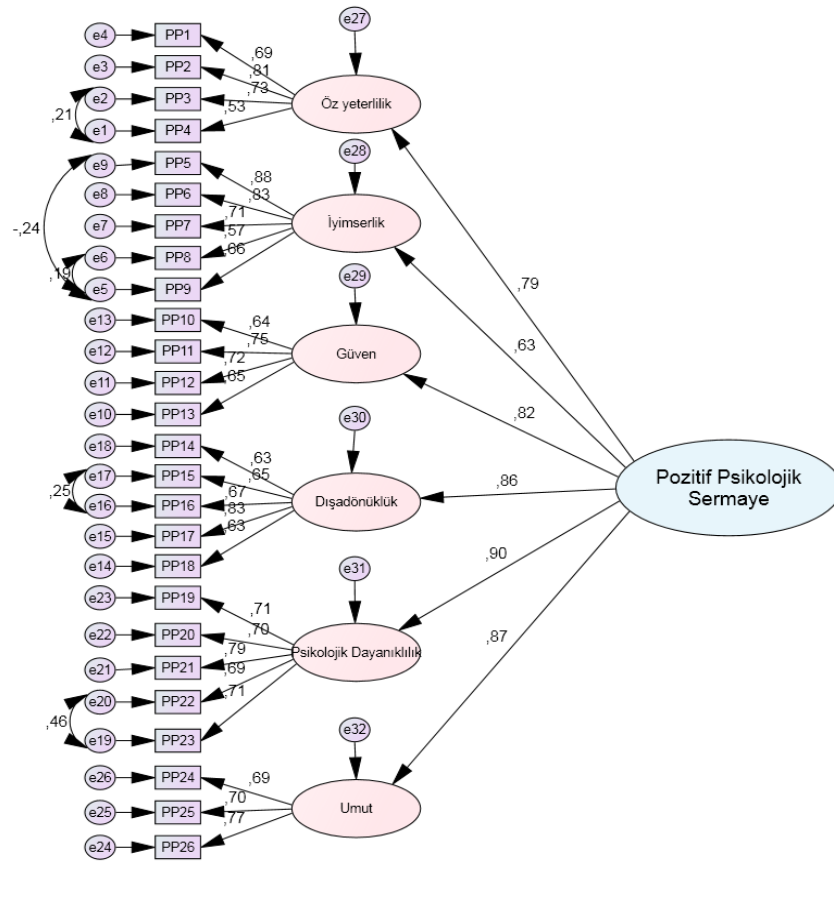 e27
e4 PP1
,69
e3 PP2
,81
e2 PP3
,73
Öz yeterlilik
,21
e1 PP4
,53
e28
e9 PP5
,88
e8 PP6
,83
-,24
e7 PP7
,71
İyimserlik
e6 PP8
,57
,19
e5 PP9
,66
e29
e13 PP10
,64
e12 PP11
,75
Güven
e11 PP12
,72
e10 PP13
,65
e30
e18 PP14
,63
e17 PP15
,65
,25
e16 PP16
,67
Dışadönüklük
e15 PP17
,83
e14 PP18
,63
e31
e23 PP19
,71
e22 PP20
,70
Psikolojik Dayanıklılık
e21 PP21
,79
e20 PP22
,69
,46
e19 PP23
,71
e32
e26 PP24
,69
e25 PP25
,70
Umut
e24 PP26
,77
,79
,63
,82
,86
,90
,87
Pozitif Psikolojik
Sermaye